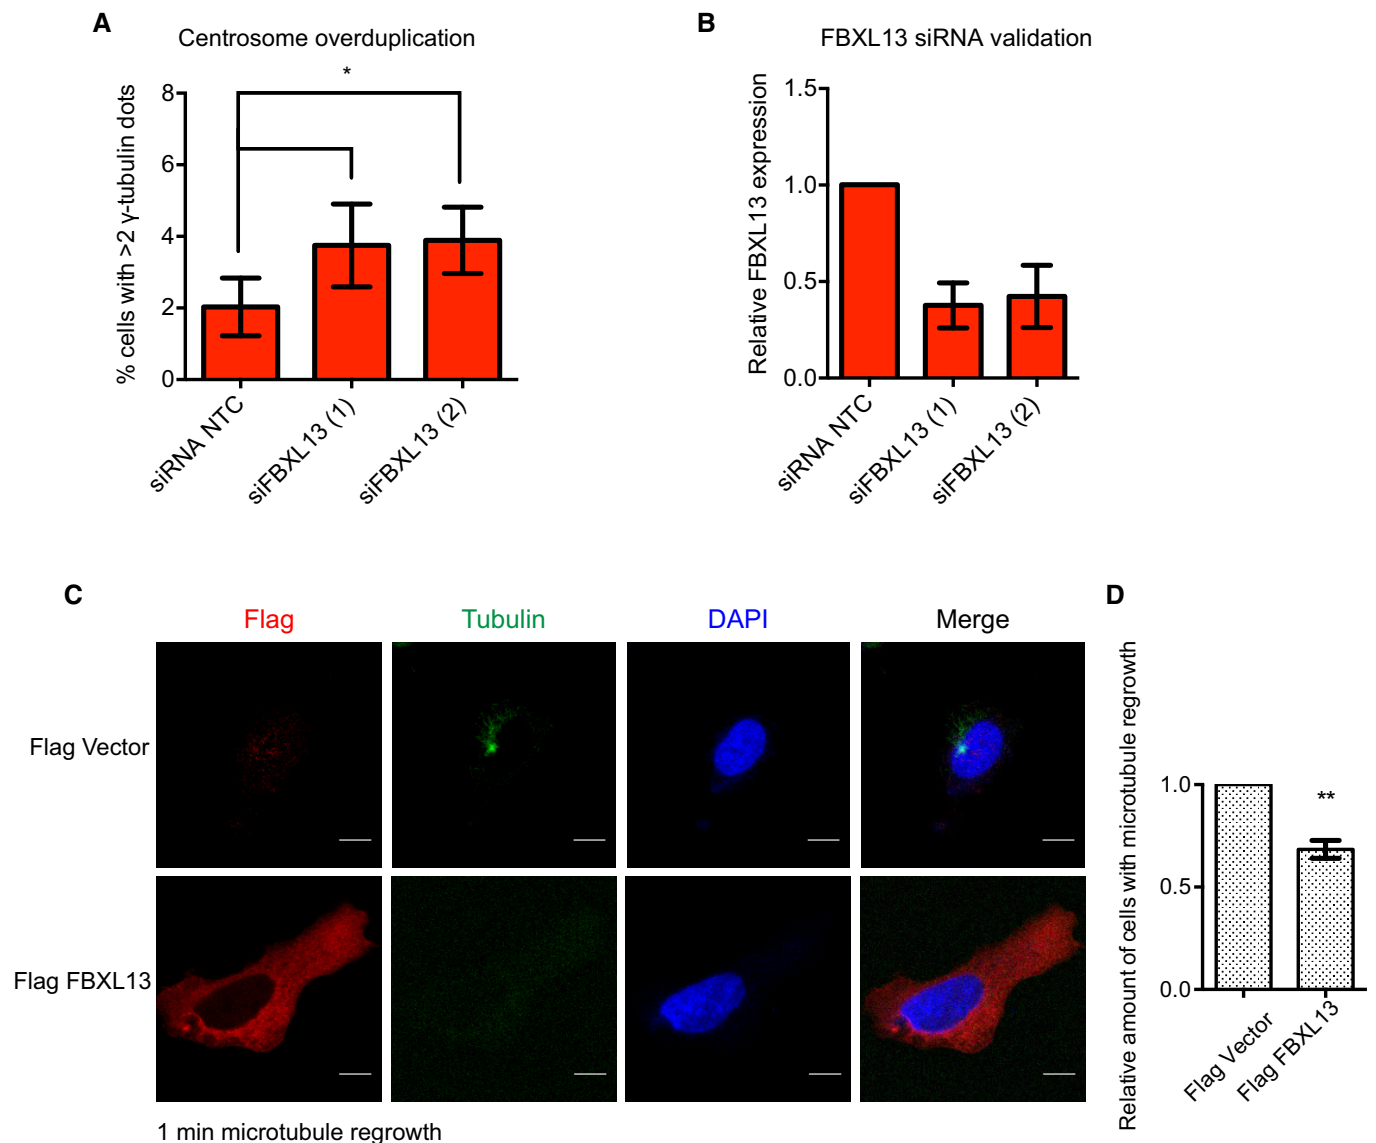 A
Centrosome overduplication
*
% cells with >2 γ-tubulin dots
8
6
4
2
0
siRNA NTC
siFBXL13 (1)
siFBXL13 (2)
B
FBXL13 siRNA validation
Relative FBXL13 expression
1.5
1.0
0.5
0.0
siRNA NTC
siFBXL13 (1)
siFBXL13 (2)
C
Flag
Tubulin
DAPI
Merge
Flag Vector
Flag FBXL13
1 min microtubule regrowth
D
Relative amount of cells with microtubule regrowth
1.0
0.5
0.0
**
Flag Vector
Flag FBXL13